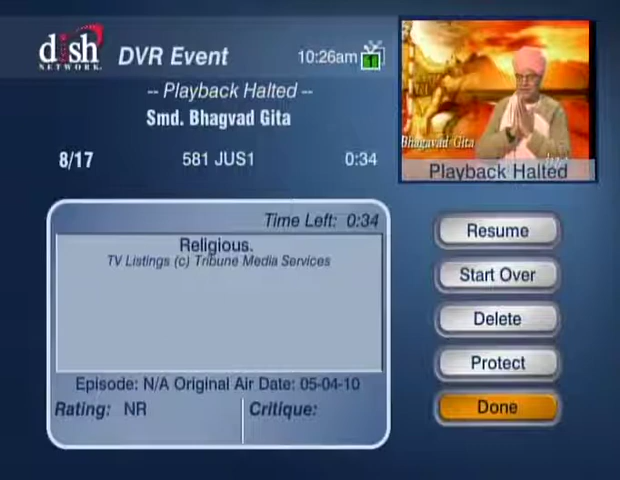 dish
NETWORK
DVR Event
10:26am
1
-- Playback Halted --
Smd. Bhagvad Gita
8/17 581 JUS1 0:34
Bhagavad Gita
Playback Halted
Time Left: 0:34
Religious.
TV Listings (c) Tribune Media Services
Episode: N/A Original Air Date: 05-04-10
Rating: NR
Critique:
Resume
Start Over
Delete
Protect
Done